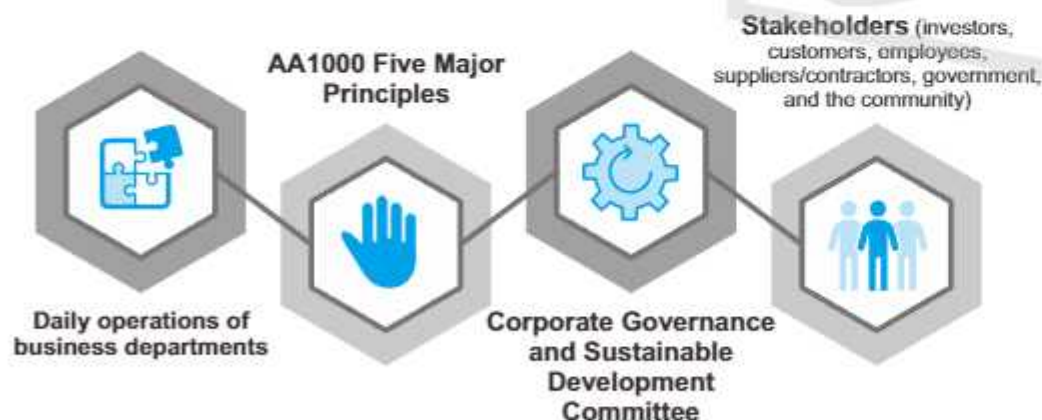 Daily operations of
business departments
AA1000 Five Major
Principles
Corporate Governance
and Sustainable
Development
Committee
Stakeholders (investors,
customers, employees,
suppliers/contractors, government,
and the community)